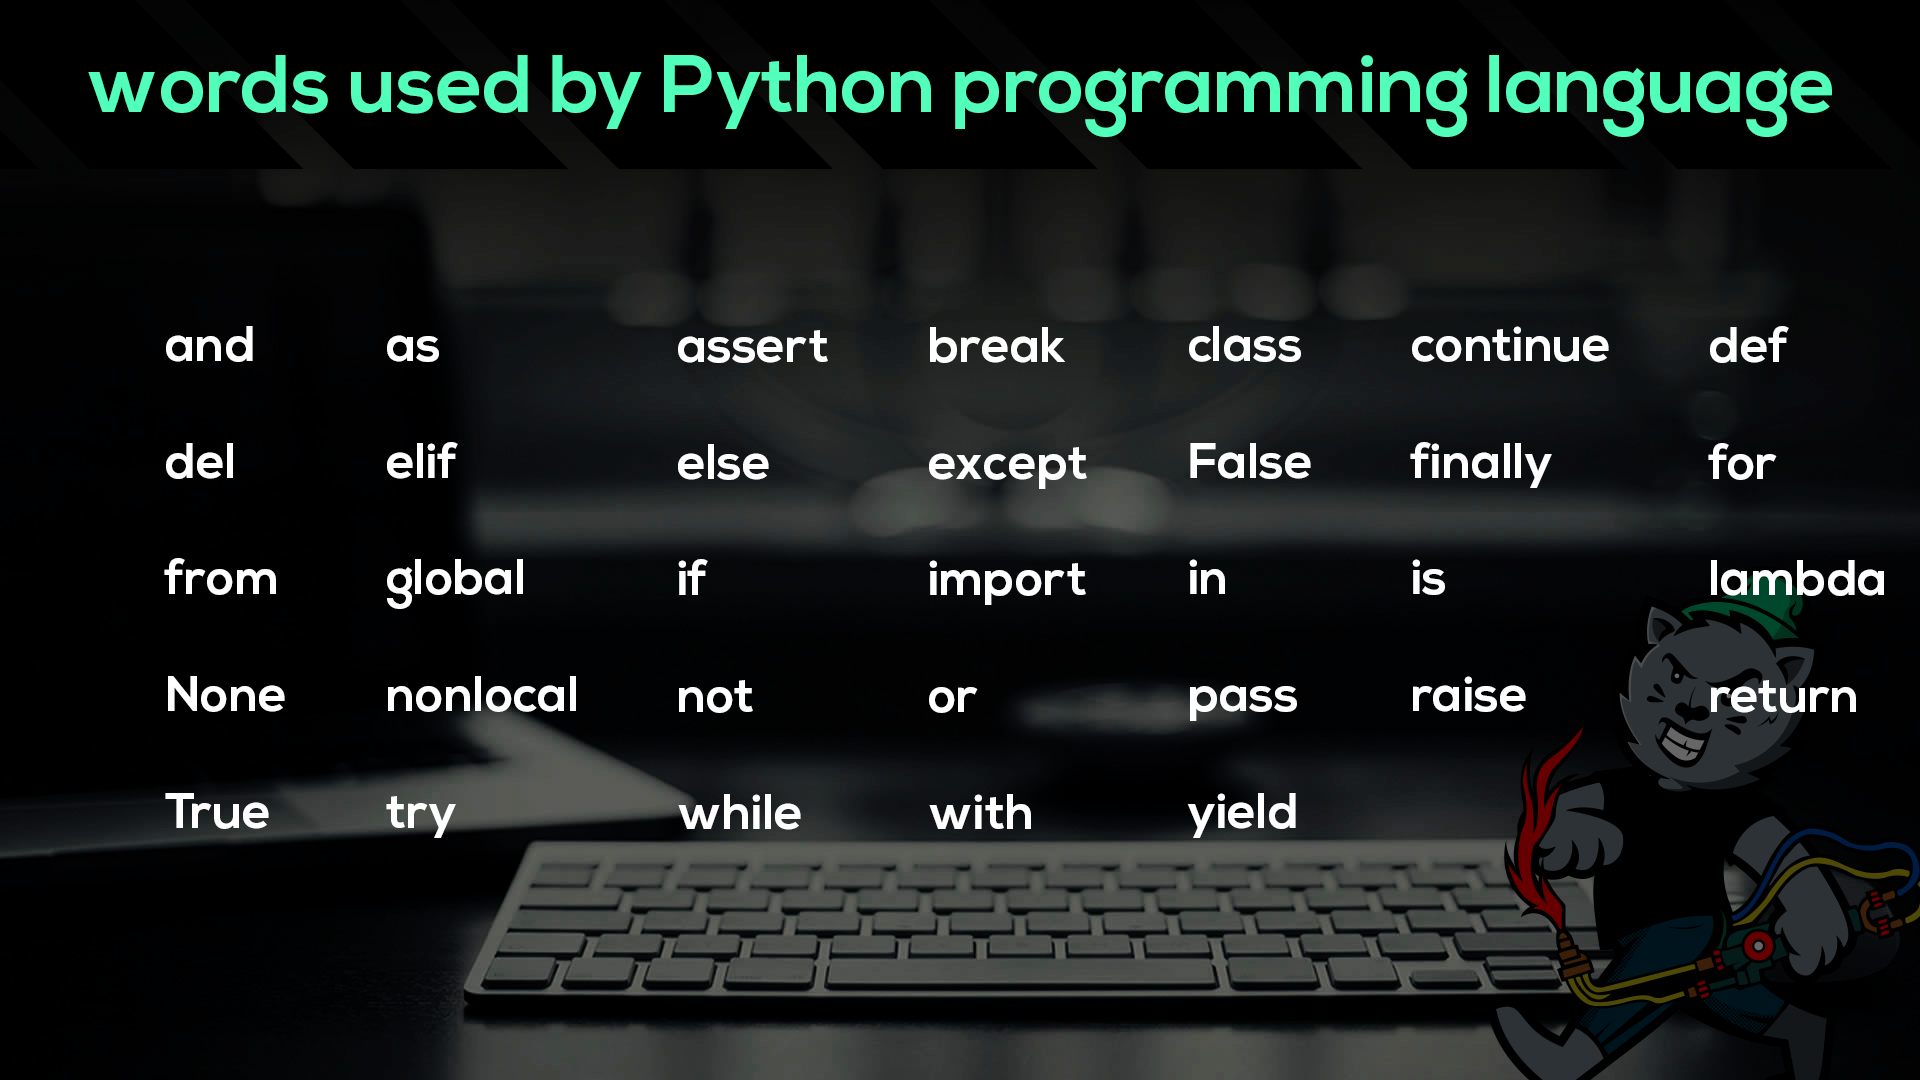 words used by Python programming language
and as assert break class continue def
del elif else except False finally for
from global if import in is lambda
None nonlocal not or pass raise return
True try while with yield